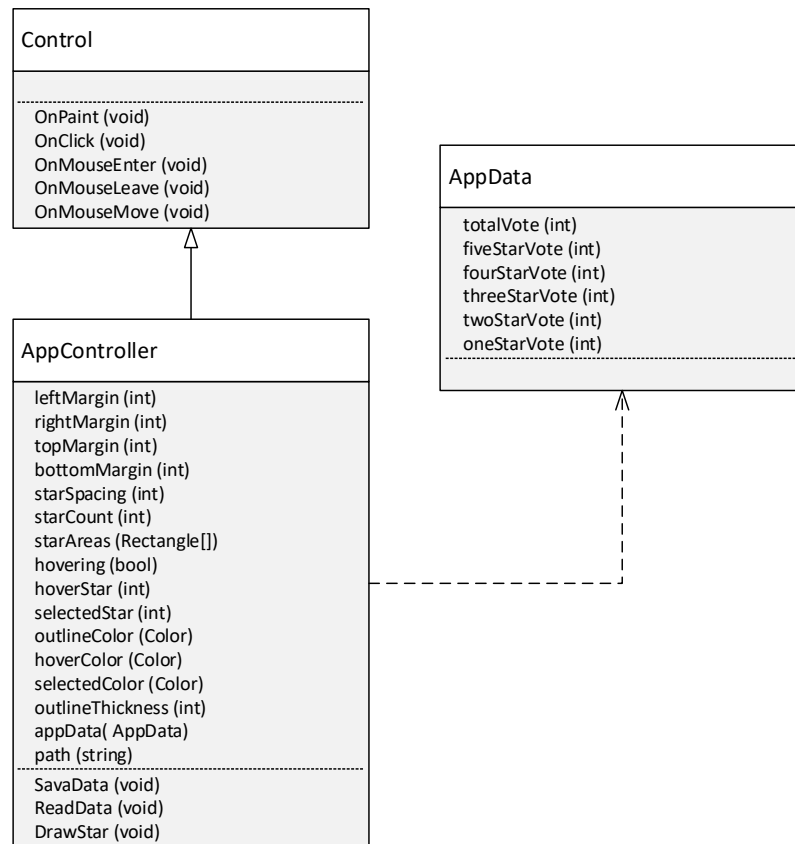 Control
OnPaint (void)
OnClick (void)
OnMouseEnter (void)
OnMouseLeave (void)
OnMouseMove (void)
AppData
totalVote (int)
fiveStarVote (int)
fourStarVote (int)
threeStarVote (int)
twoStarVote (int)
oneStarVote (int)
AppController
leftMargin (int)
rightMargin (int)
topMargin (int)
bottomMargin (int)
starSpacing (int)
starCount (int)
starAreas (Rectangle[])
hovering (bool)
hoverStar (int)
selectedStar (int)
outlineColor (Color)
hoverColor (Color)
selectedColor (Color)
outlineThickness (int)
appData( AppData)
path (string)
SavaData (void)
ReadData (void)
DrawStar (void)